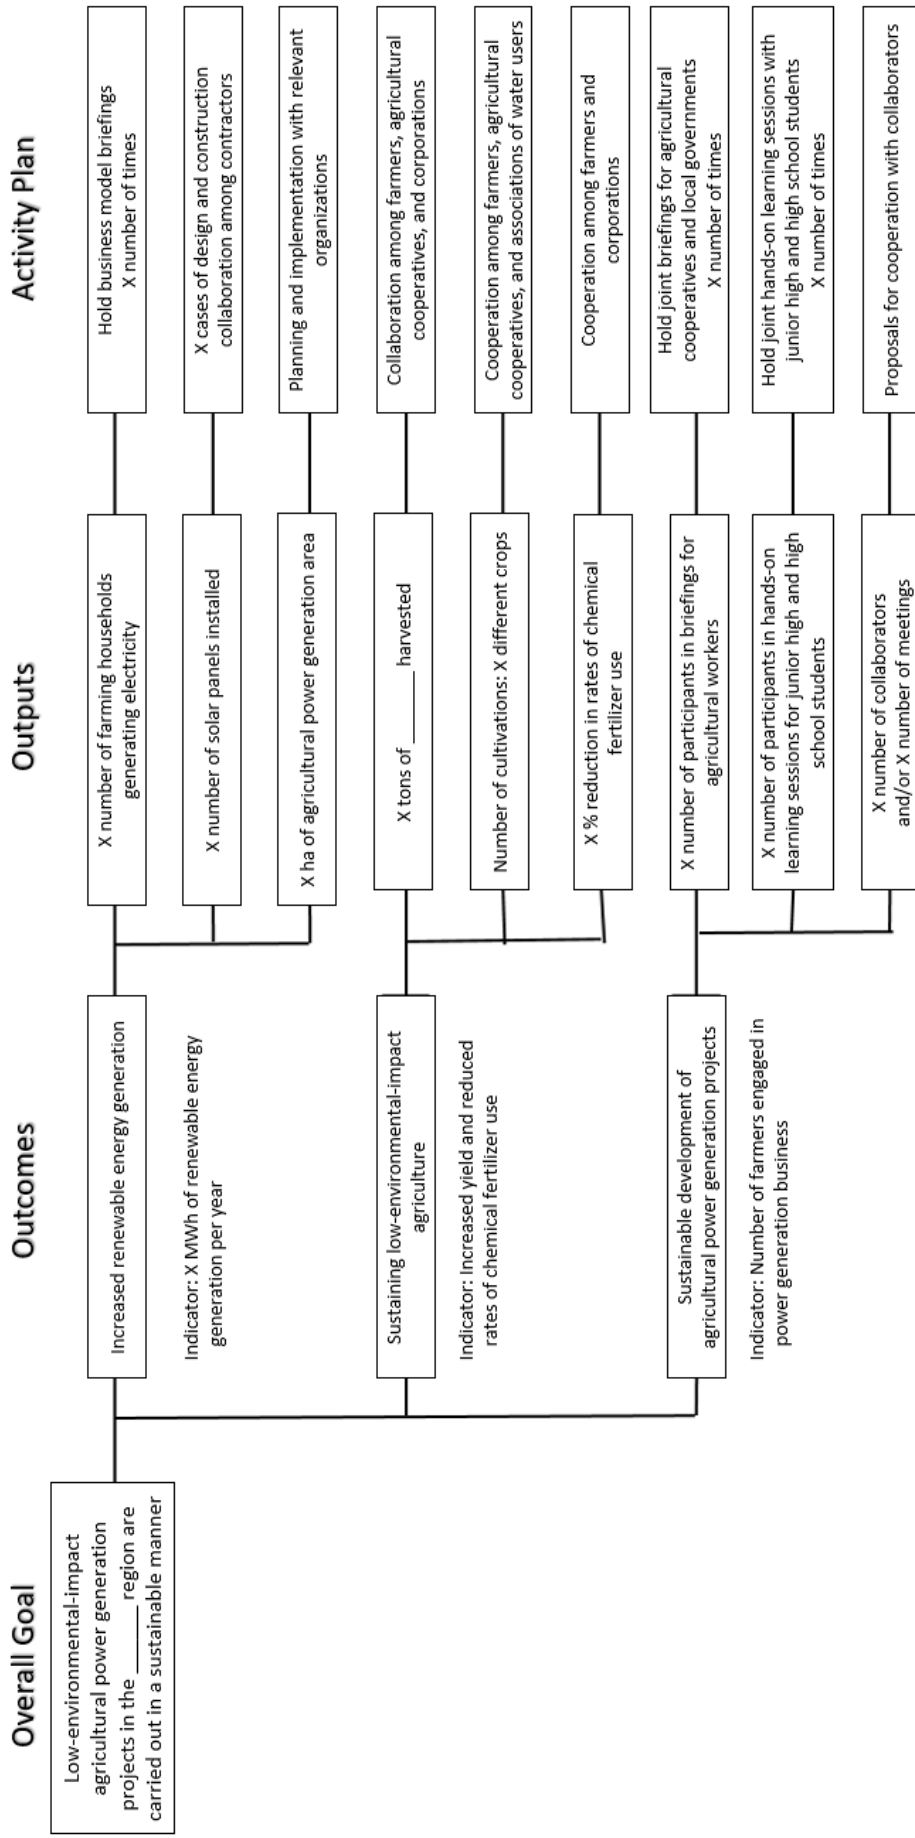 Overall Goal
Outcomes
Outputs
Activity Plan
Low-environmental-impact
agricultural power generation
projects in the _______ region are
carried out in a sustainable manner
Increased renewable energy generation
Indicator: X MWh of renewable energy
generation per year
X number of farming households
generating electricity
Hold business model briefings
X number of times
X number of solar panels installed
X cases of design and construction
collaboration among contractors
X ha of agricultural power generation area
Planning and implementation with relevant
organizations
Sustaining low-environmental-impact
agriculture
Indicator: Increased yield and reduced
rates of chemical fertilizer use
X tons of _______ harvested
Collaboration among farmers, agricultural
cooperatives, and corporations
Number of cultivations: X different crops
Cooperation among farmers, agricultural
cooperatives, and associations of water users
X % reduction in rates of chemical
fertilizer use
Cooperation among farmers and
corporations
Sustainable development of
agricultural power generation projects
Indicator: Number of farmers engaged in
power generation business
X number of participants in briefings for
agricultural workers
Hold joint briefings for agricultural
cooperatives and local governments
X number of times
X number of participants in hands-on
learning sessions for junior high and high
school students
Hold joint hands-on learning sessions with
junior high and high school students
X number of times
X number of collaborators
and/or X number of meetings
Proposals for cooperation with collaborators